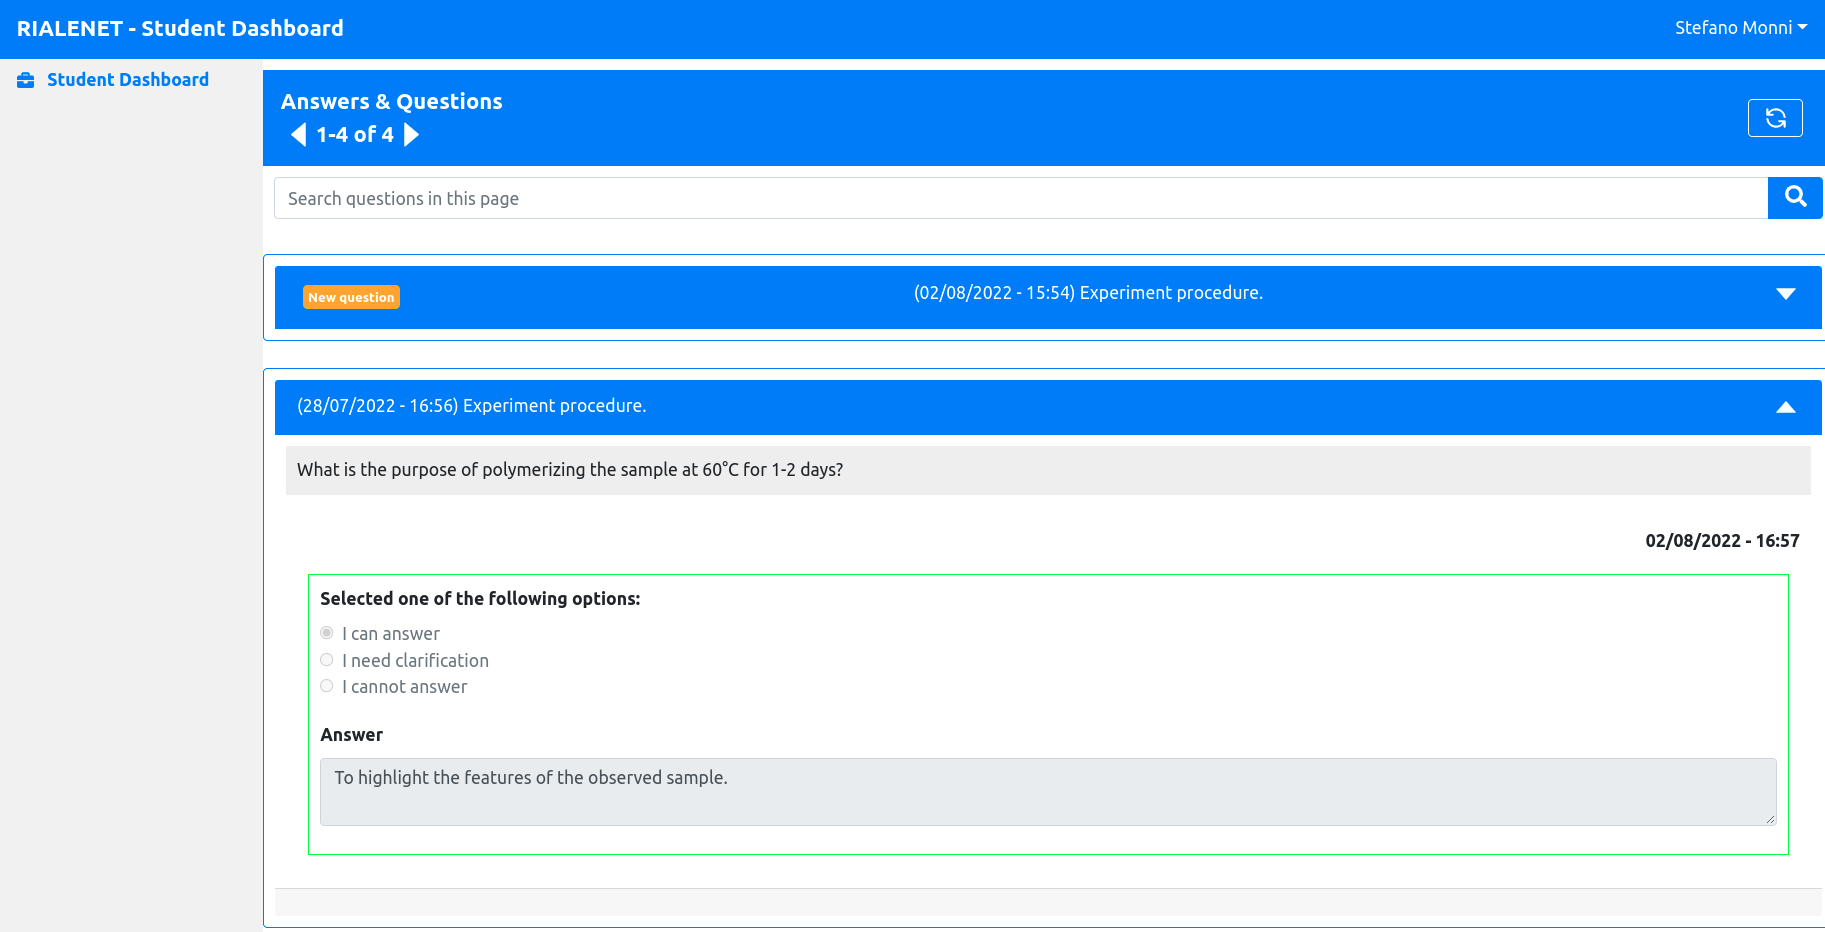 RIALENET - Student Dashboard
Stefano Monni
Student Dashboard
Answers & Questions
1-4 of 4
Search questions in this page
New question
(02/08/2022 - 15:54) Experiment procedure.
(28/07/2022 - 16:56) Experiment procedure.
What is the purpose of polymerizing the sample at 60°C for 1-2 days?
02/08/2022 - 16:57
Selected one of the following options:
I can answer
I need clarification
I cannot answer
Answer
To highlight the features of the observed sample.